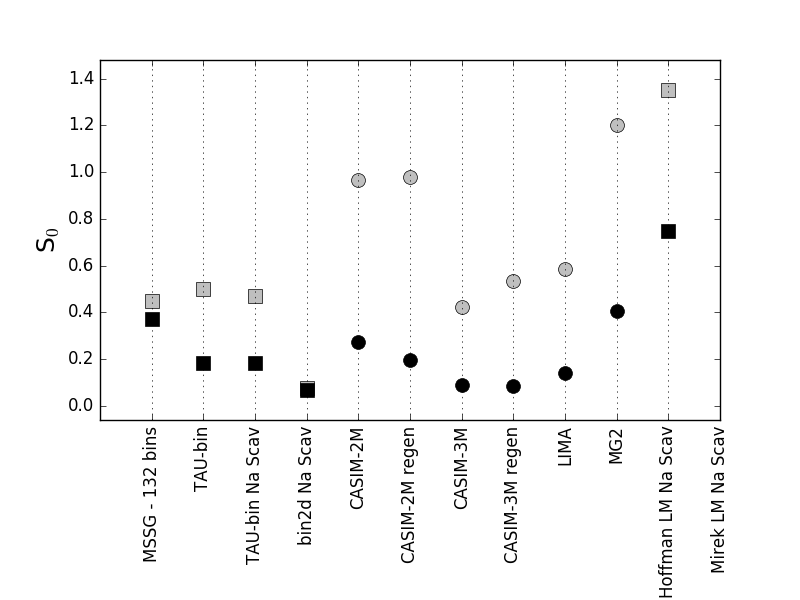 1.4
1.2
1.0
0.8
0.6
0.4
0.2
0.0
S₀
MSSG - 132 bins
TAU-bin
TAU-bin Na Scav
bin2d Na Scav
CASIM-2M
CASIM-2M regen
CASIM-3M
CASIM-3M regen
LIMA
MG2
Hoffman LM Na Scav
Mirek LM Na Scav